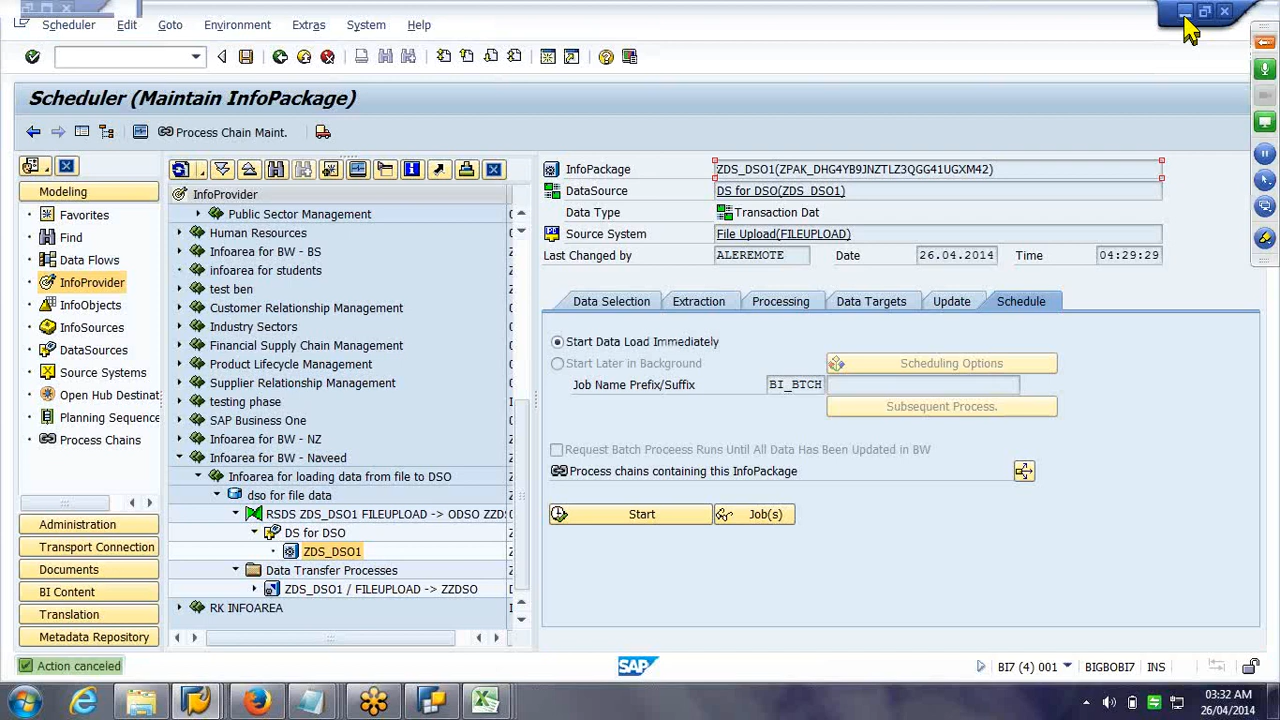 Scheduler Edit Goto Environment Extras System Help
Scheduler (Maintain InfoPackage)
Process Chain Maint.
Modeling
Favorites
Find
Data Flows
InfoProvider
InfoObjects
InfoSources
DataSources
Source Systems
Open Hub Destinat
Planning Sequence
Process Chains
Administration
Transport Connection
Documents
BI Content
Translation
Metadata Repository
InfoProvider
Public Sector Management
Human Resources
Infoarea for BW - BS
infoarea for students
test ben
Customer Relationship Management
Industry Sectors
Financial Supply Chain Management
Product Lifecycle Management
Supplier Relationship Management
testing phase
SAP Business One
Infoarea for BW - NZ
Infoarea for BW - Naveed
Infoarea for loading data from file to DSO
dso for file data
RSDS ZDS_DSO1 FILEUPLOAD -> ODSO ZZD
DS for DSO
ZDS_DSO1
Data Transfer Processes
ZDS_DSO1 / FILEUPLOAD -> ZZDSO
RK INFOAREA
InfoPackage ZDS_DSO1(ZPAK_DHG4YB9JNZTLZ3QGG41UGXM42)
DataSource DS for DSO(ZDS_DSO1)
Data Type Transaction Dat
Source System File Upload(FILEUPLOAD)
Last Changed by ALEREMOTE Date 26.04.2014 Time 04:29:29
Data Selection Extraction Processing Data Targets Update Schedule
Start Data Load Immediately
Start Later in Background Scheduling Options
Job Name Prefix/Suffix BI_BTCH
Subsequent Process.
Request Batch Proceess Runs Until All Data Has Been Updated in BW
Process chains containing this InfoPackage
Start Job(s)
Action canceled
SAP
BI7 (4) 001 BIGBOBI7 INS
03:32 AM
26/04/2014